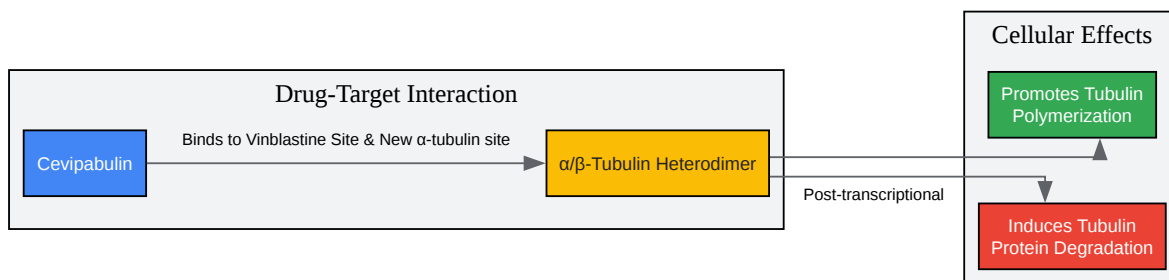 Cellular Effects
Drug-Target Interaction
Promotes Tubulin
Polymerization
Binds to Vinblastine Site & New α-tubulin site
Cevipabulin
α/β-Tubulin Heterodimer
Post-transcriptional
Induces Tubulin
Protein Degradation